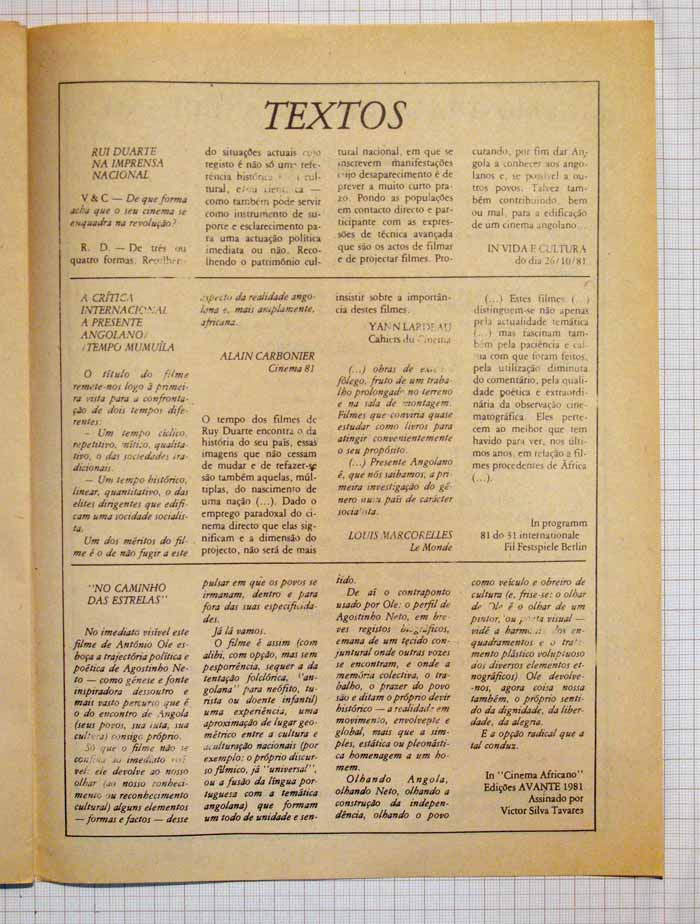 TEXTOS
RUI DUARTE
NA IMPRENSA
NACIONAL
V & C — De que forma
acha que o seu cinema se
enquadra na revolução?
R. D. — De três ou
quatro formas. Recolhen-
do situações actuais cujo
registo é não só uma refe-
rência histórica
tural,
como também pode servir
como instrumento de su-
porte e esclarecimento pa-
ra uma actuação política
imediata ou não. Reco-
lhendo o património cul-
tural nacional, em que se
inscrevem manifestações
cujo desaparecimento é de
prever a muito curto pra-
zo. Pondo as populações
em contacto directo e par-
ticipante com as expres-
sões de técnica avançada
que são os actos de filmar
e de projectar filmes. Pro-
curando, por fim dar An-
gola a conhecer aos ango-
lanos e, se possível a ou-
tros povos. Talvez tam-
bém contribuindo, bem
ou mal, para a edificação
de um cinema angolano...
IN VIDA E CULTURA
do dia 26/10/81
A CRÍTICA
INTERNACIONAL
A PRESENTE
ANGOLANO/
/TEMPO MUMUÍLA
O título do filme
remete-nos logo à primei-
ra vista para a confronta-
ção de dois tempos dife-
rentes:
— Um tempo cíclico,
repetitivo, mítico, qualita-
tivo, o das sociedades tra-
dicionais.
— Um tempo histórico,
linear, quantitativo, o das
elites dirigentes que edifi-
cam uma socidade socialis-
ta.
Um dos méritos do fil-
me é o de não fugir a este
aspecto da realidade ango-
lana e, mais amplamente,
africana.
ALAIN CARBONIER
Cinema 81
O tempo dos filmes de
Ruy Duarte encontra o da
história do seu país, essas
imagens que não cessam
de mudar e de refazer-se
são também aquelas, múl-
tiplas, do nascimento de
uma nação (...). Dado o
emprego paradoxal do ci-
nema directo que elas sig-
nificam e a dimensão do
projecto, não será de mais
insistir sobre a importân-
cia destes filmes.
YANN LARDEAU
Cahiers du Cinema
(...) obras de
fôlego, fruto de um traba-
lho prolongado no terreno
e na sala de montagem.
Filmes que conviria quase
estudar como livros para
atingir convenientemente
o seu propósito.
(...) Presente Angolano
é, que nós saibamos, a pri-
meira investigação do gé-
nero num país de carácter
socialista.
LOUIS MARCORELLES
Le Monde
(...) Estes filmes (...)
distinguem-se não apenas
pela actualidade temática
(...) mas fascinam tam-
bém pela paciência e cal-
ma com que foram feitos,
pela utilização diminuta
do comentário, pela quali-
dade poética e extraordi-
nária da observação cine-
matográfica. Eles perte-
cem ao melhor que tem
havido para ver, nos últi-
mos anos, em relação a fil-
mes procedentes de África
(...).
In programm
81 do 31 internationale
Fil Festspiele Berlin
"NO CAMINHO
DAS ESTRELAS"
No imediato visível este
filme de António Ole es-
boça a trajectória política e
poética de Agostinho Ne-
to — como génese e fonte
inspiradora dessoutro e
mais vasto percurso que é
o do encontro de Angola
(seus povos, sua luta, sua
cultura) consigo próprio.
Só que o filme não se
confina ao imediato visí-
vel: ele devolve ao nosso
olhar (ao nosso conheci-
mento ou reconhecimento
cultural) alguns elementos
— formas e factos — desse
pulsar em que os povos se
irmanam, dentro e para
fora das suas especificida-
des.
Já lá vamos.
O filme é assim (com
alibi, com opção, mas sem
pesporrência, sequer a da
tentação folclórica, "an-
golana" para neófito, tu-
rista ou doente infantil)
uma experiência, uma
aproximação de lugar geo-
métrico entre a cultura e
aculturação nacionais (por
exemplo: o próprio discur-
so fílmico, já "universal",
ou a fusão da língua por-
tuguesa com a temática
angolana) que formam
um todo de unidade e sen-
tido.
De aí o contraponto
usado por Ole: o perfil de
Agostinho Neto, em bre-
ves registos biográficos,
emana de um tecido con-
juntural onde outras vozes
se encontram, e onde a
memória colectiva, o tra-
balho, o prazer do povo
são e ditam o próprio devir
histórico — a realidade em
movimento, envolvente e
global, mais que a sim-
ples, estática ou pleonásti-
ca homenagem a um ho-
mem.
Olhando Angola,
olhando Neto, olhando a
construção da indepen-
dência, olhando o povo
como veículo e obreiro de
cultura (e, frise-se: o olhar
de Ole é o olhar de um
pintor, ou poeta visual —
vidé a harmonia dos en-
quadramentos e o trata-
mento plástico voluptuoso
dos diversos elementos et-
nográficos) Ole devolve-
-nos, agora coisa nossa
também, o próprio senti-
do da dignidade, da liber-
dade, da alegria.
E a opção radical que a
tal conduz.
In "Cinema Africano"
Edições AVANTE 1981
Assinado por
Victor Silva Tavares